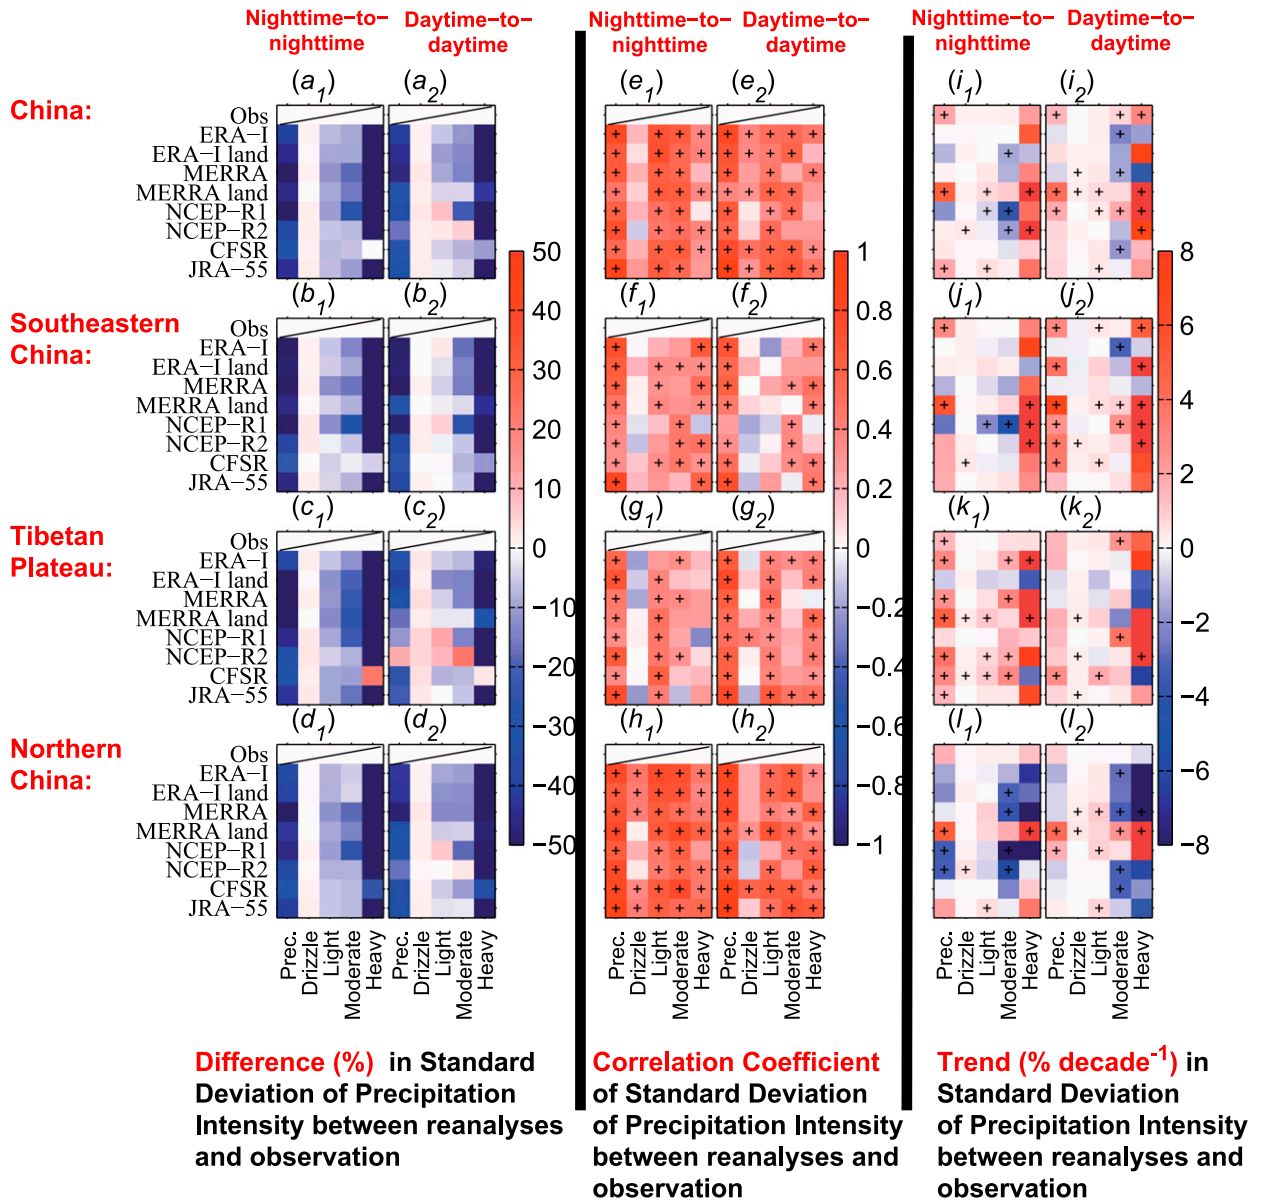 Nighttime−to−
nighttime
Daytime−to−
daytime
Nighttime−to−
nighttime
Daytime−to−
daytime
Nighttime−to−
nighttime
Daytime−to−
daytime
China:
(a1)
(a2)
(e1)
(e2)
(i1)
(i2)
Obs
ERA−I
ERA−I land
MERRA
MERRA land
NCEP−R1
NCEP−R2
CFSR
JRA−55
Southeastern
China:
(b1)
(b2)
(f1)
(f2)
(j1)
(j2)
Obs
ERA−I
ERA−I land
MERRA
MERRA land
NCEP−R1
NCEP−R2
CFSR
JRA−55
Tibetan
Plateau:
(c1)
(c2)
(g1)
(g2)
(k1)
(k2)
Obs
ERA−I
ERA−I land
MERRA
MERRA land
NCEP−R1
NCEP−R2
CFSR
JRA−55
Northern
China:
(d1)
(d2)
(h1)
(h2)
(l1)
(l2)
Obs
ERA−I
ERA−I land
MERRA
MERRA land
NCEP−R1
NCEP−R2
CFSR
JRA−55
50
40
30
20
10
0
−10
−20
−30
−40
−50
1
0.8
0.6
0.4
0.2
0
−0.2
−0.4
−0.6
−0.8
−1
8
6
4
2
0
−2
−4
−6
−8
Prec.
Drizzle
Light
Moderate
Heavy
Prec.
Drizzle
Light
Moderate
Heavy
Prec.
Drizzle
Light
Moderate
Heavy
Prec.
Drizzle
Light
Moderate
Heavy
Prec.
Drizzle
Light
Moderate
Heavy
Prec.
Drizzle
Light
Moderate
Heavy
Difference (%) in Standard
Deviation of Precipitation
Intensity between reanalyses
and observation
Correlation Coefficient
of Standard Deviation
of Precipitation Intensity
between reanalyses and
observation
Trend (% decade-1) in
Standard Deviation
of Precipitation Intensity
between reanalyses and
observation